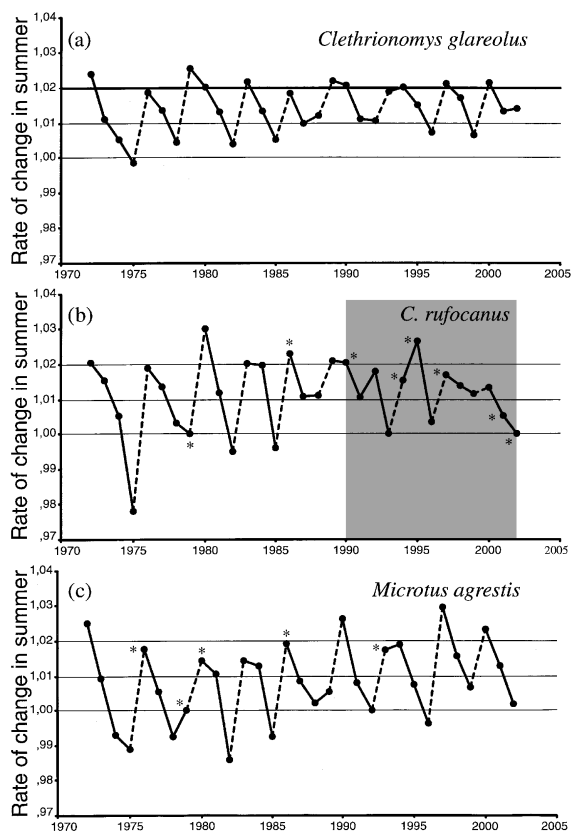 1,04
(a)
Clethrionomys glareolus
1,03
1,02
1,01
1,00
,99
,98
,97
Rate of change in summer
1970 1975 1980 1985 1990 1995 2000 2005
1,04
(b)
C. rufocanus
1,03
1,02
1,01
1,00
,99
,98
,97
Rate of change in summer
* * * * * * * *
1970 1975 1980 1985 1990 1995 2000 2005
1,04
(c)
Microtus agrestis
1,03
1,02
1,01
1,00
,99
,98
,97
Rate of change in summer
* * * * *
1970 1975 1980 1985 1990 1995 2000 2005